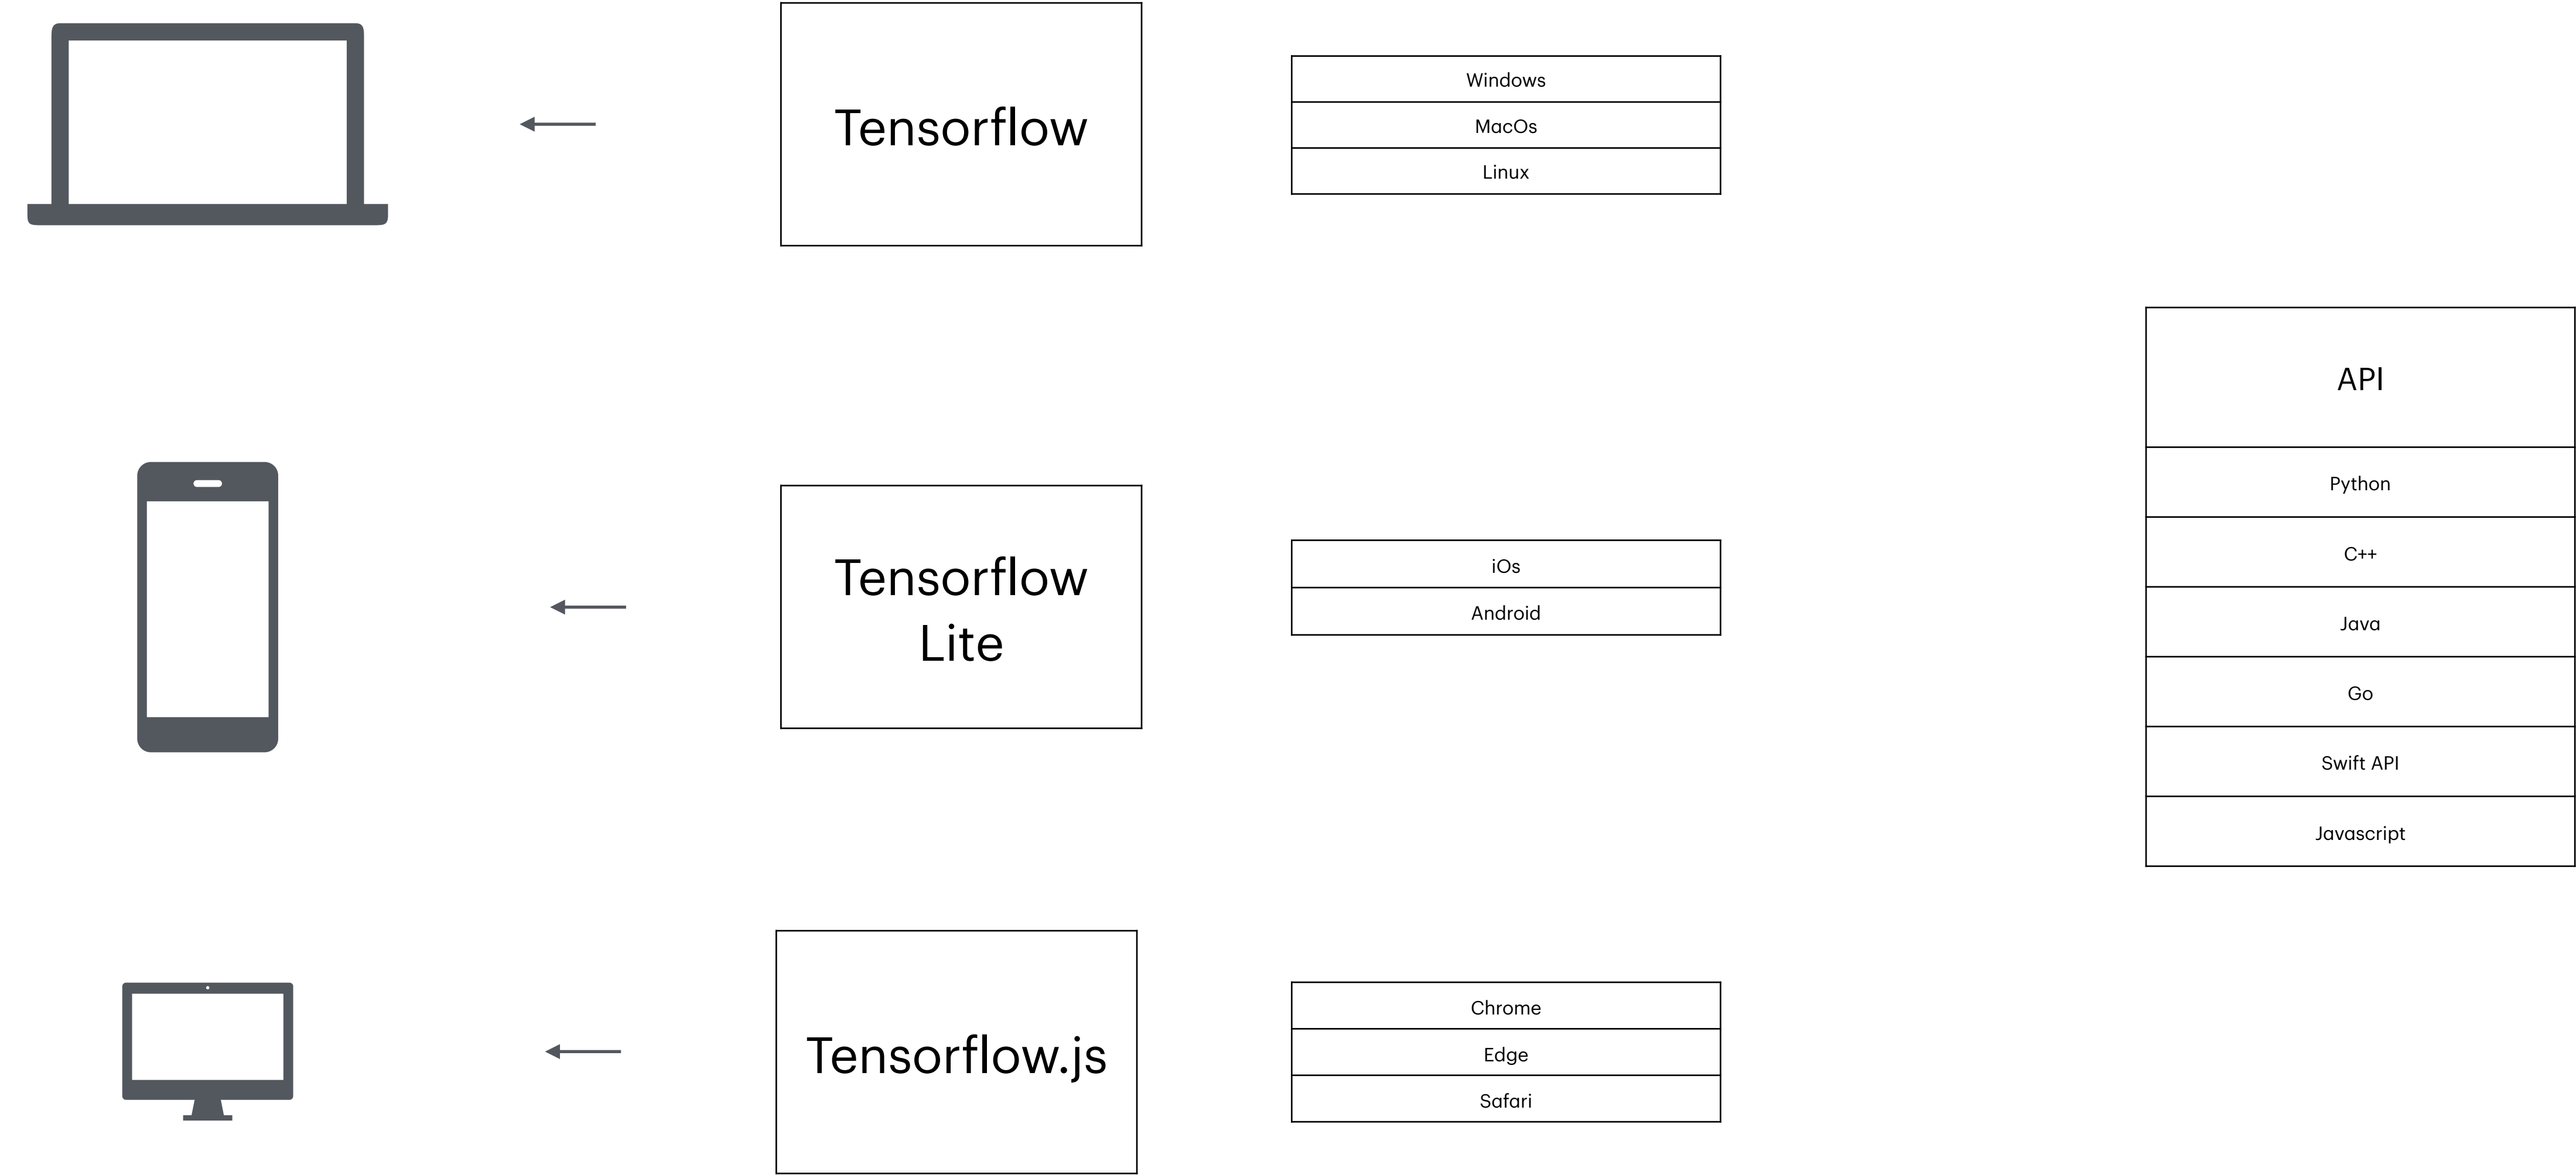 Tensorflow
Windows
MacOs
Linux
Tensorflow
Lite
iOs
Android
Tensorflow.js
Chrome
Edge
Safari
API
Python
C++
Java
Go
Swift API
Javascript